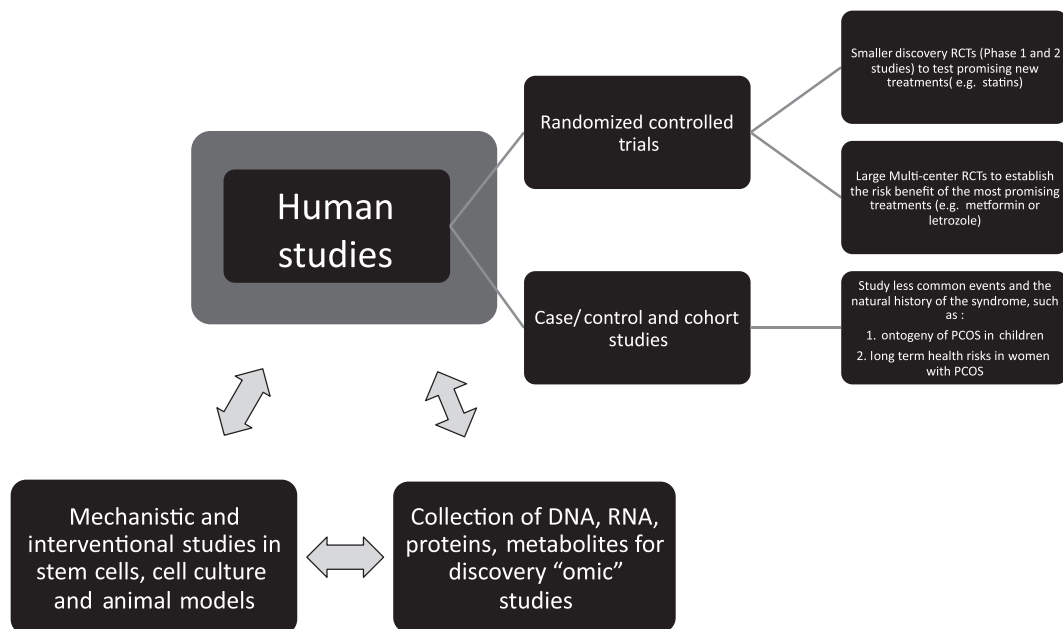 Human
studies
Randomized controlled
trials
Smaller discovery RCTs (Phase 1 and 2
studies) to test promising new
treatments( e.g. statins)
Large Multi-center RCTs to establish
the risk benefit of the most promising
treatments (e.g. metformin or
letrozole)
Case/control and cohort
studies
Study less common events and the
natural history of the syndrome, such
as :
1. ontogeny of PCOS in children
2. long term health risks in women
with PCOS
Mechanistic and
interventional studies in
stem cells, cell culture
and animal models
Collection of DNA, RNA,
proteins, metabolites for
discovery “omic”
studies